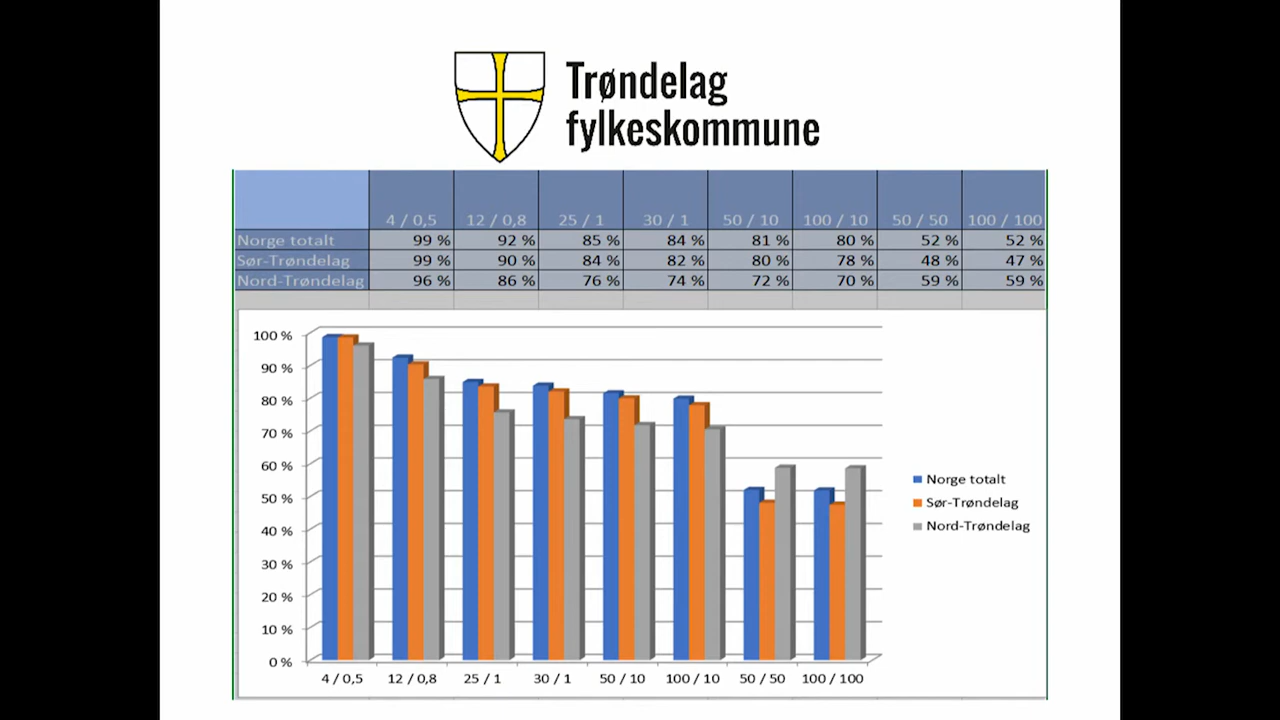 Trøndelag
fylkeskommune
4 / 0,5 12 / 0,8 25 / 1 30 / 1 50 / 10 100 / 10 50 / 50 100 / 100
Norge totalt 99 % 92 % 85 % 84 % 81 % 80 % 52 % 52 %
Sør-Trøndelag 99 % 90 % 84 % 82 % 80 % 78 % 48 % 47 %
Nord-Trøndelag 96 % 86 % 76 % 74 % 72 % 70 % 59 % 59 %
100 %
90 %
80 %
70 %
60 %
50 %
40 %
30 %
20 %
10 %
0 %
4 / 0,5 12 / 0,8 25 / 1 30 / 1 50 / 10 100 / 10 50 / 50 100 / 100
Norge totalt
Sør-Trøndelag
Nord-Trøndelag